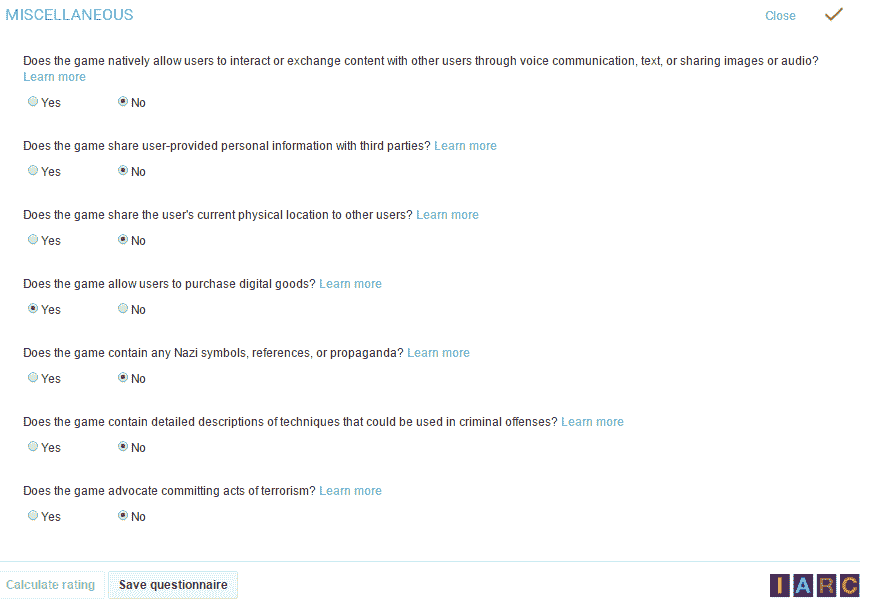 MISCELLANEOUS
Close
Does the game natively allow users to interact or exchange content with other users through voice communication, text, or sharing images or audio?
Learn more
Yes No
Does the game share user-provided personal information with third parties? Learn more
Yes No
Does the game share the user's current physical location to other users? Learn more
Yes No
Does the game allow users to purchase digital goods? Learn more
Yes No
Does the game contain any Nazi symbols, references, or propaganda? Learn more
Yes No
Does the game contain detailed descriptions of techniques that could be used in criminal offenses? Learn more
Yes No
Does the game advocate committing acts of terrorism? Learn more
Yes No
Calculate rating Save questionnaire IARC